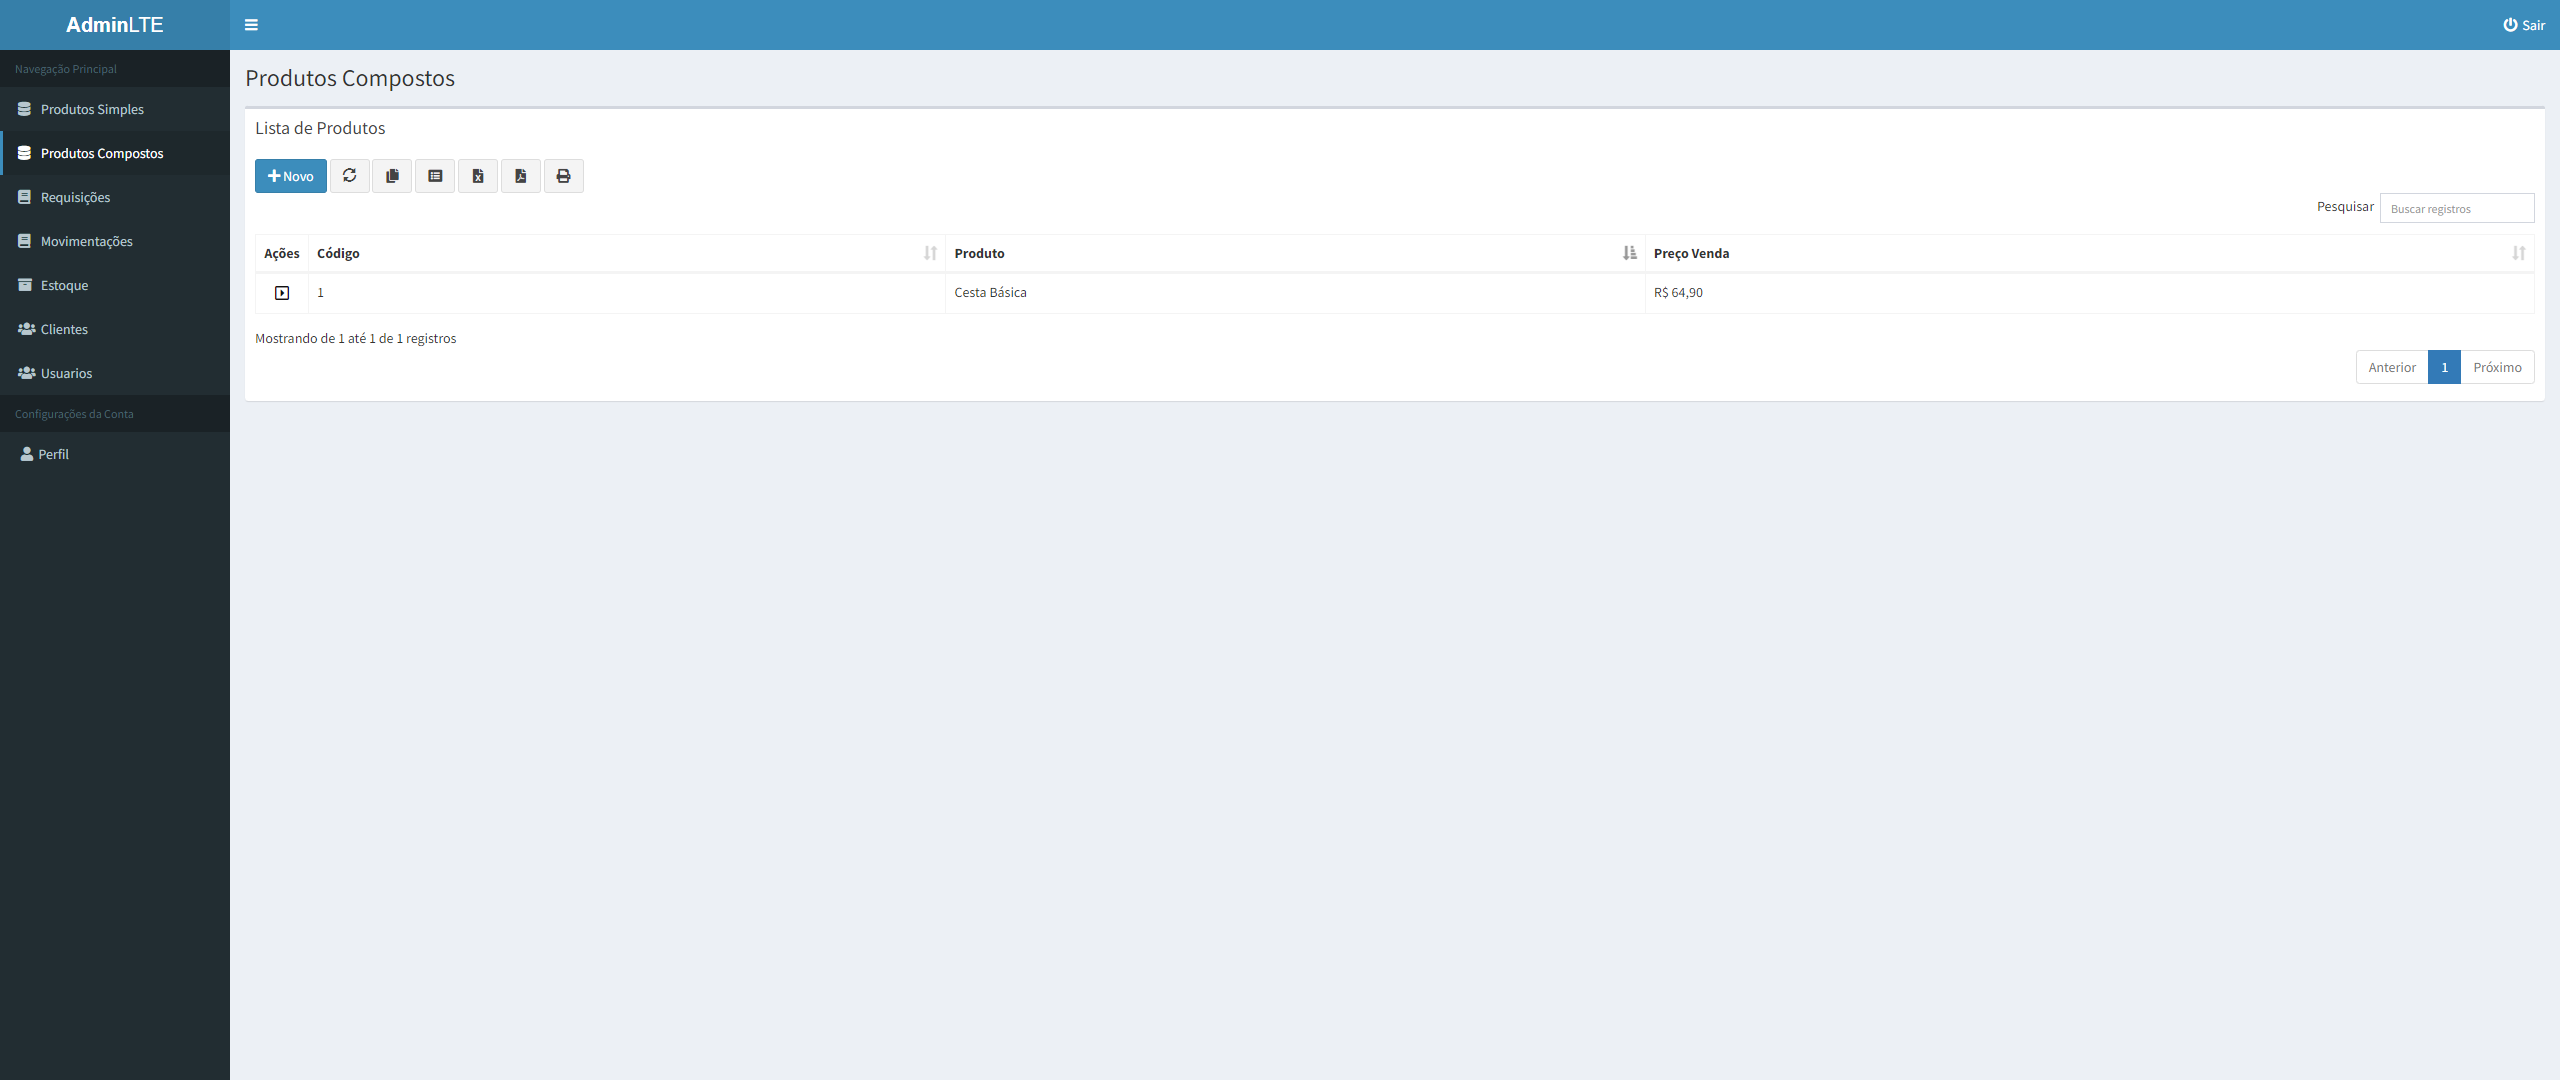 AdminLTE
Sair
Navegação Principal
Produtos Simples
Produtos Compostos
Requisições
Movimentações
Estoque
Clientes
Usuarios
Configurações da Conta
Perfil
Produtos Compostos
Lista de Produtos
Novo
Pesquisar Buscar registros
Ações Código Produto Preço Venda
1 Cesta Básica R$ 64,90
Mostrando de 1 até 1 de 1 registros
Anterior 1 Próximo